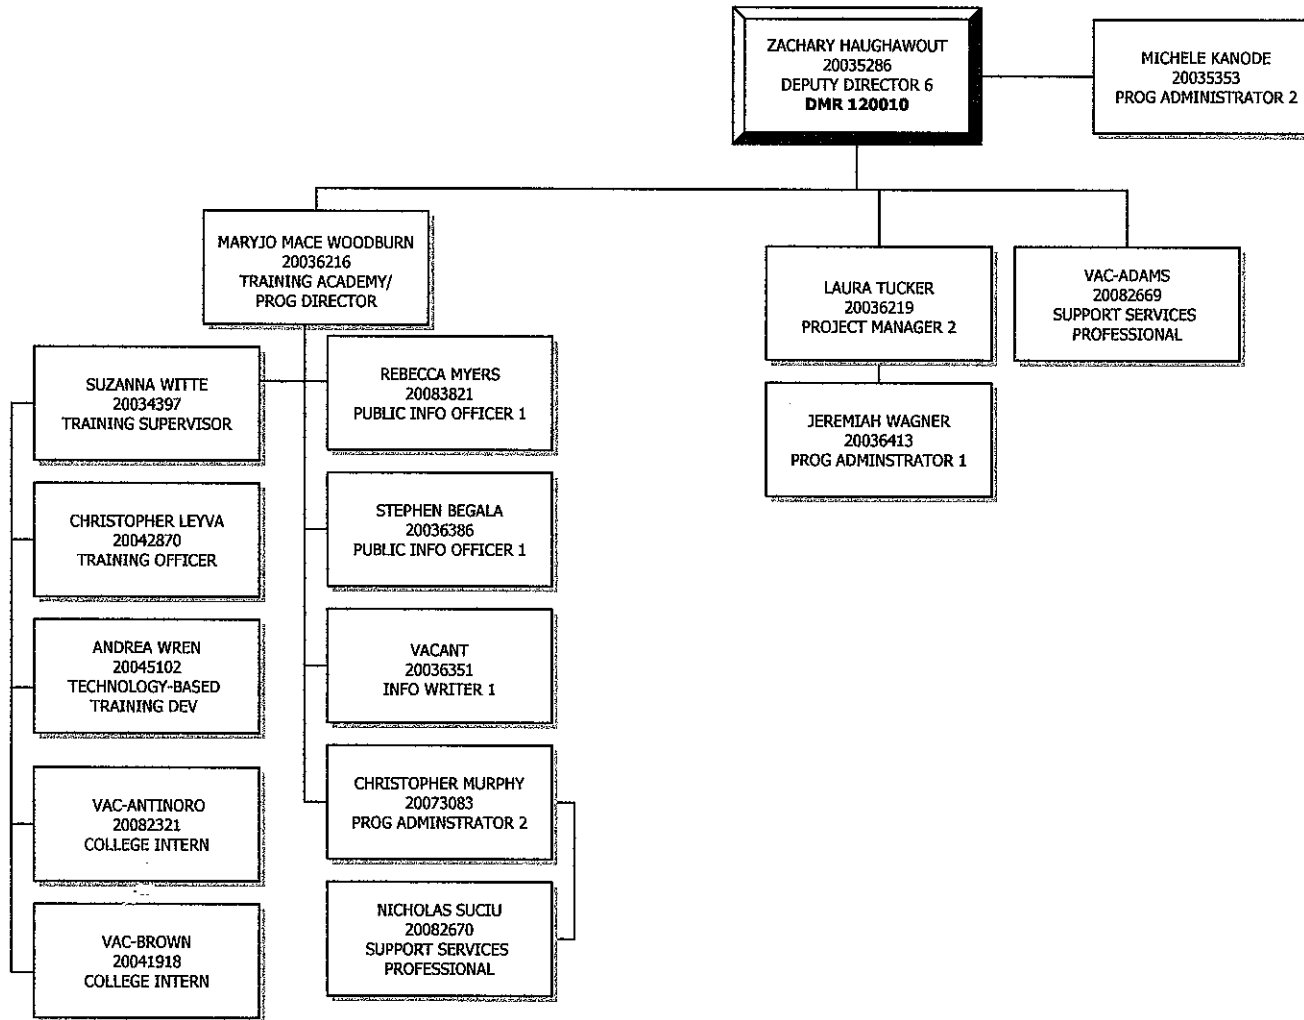 ZACHARY HAUGHAWOUT
20035286
DEPUTY DIRECTOR 6
DMR 120010
MICHELE KANODE
20035353
PROG ADMINISTRATOR 2
MARYJO MACE WOODBURN
20036216
TRAINING ACADEMY/
PROG DIRECTOR
LAURA TUCKER
20036219
PROJECT MANAGER 2
VAC-ADAMS
20082669
SUPPORT SERVICES
PROFESSIONAL
SUZANNA WITTE
20034397
TRAINING SUPERVISOR
REBECCA MYERS
20083821
PUBLIC INFO OFFICER 1
JEREMIAH WAGNER
20036413
PROG ADMINSTRATOR 1
CHRISTOPHER LEYVA
20042870
TRAINING OFFICER
STEPHEN BEGALA
20036386
PUBLIC INFO OFFICER 1
ANDREA WREN
20045102
TECHNOLOGY-BASED
TRAINING DEV
VACANT
20036351
INFO WRITER 1
VAC-ANTINORO
20082321
COLLEGE INTERN
CHRISTOPHER MURPHY
20073083
PROG ADMINSTRATOR 2
VAC-BROWN
20041918
COLLEGE INTERN
NICHOLAS SUCIU
20082670
SUPPORT SERVICES
PROFESSIONAL